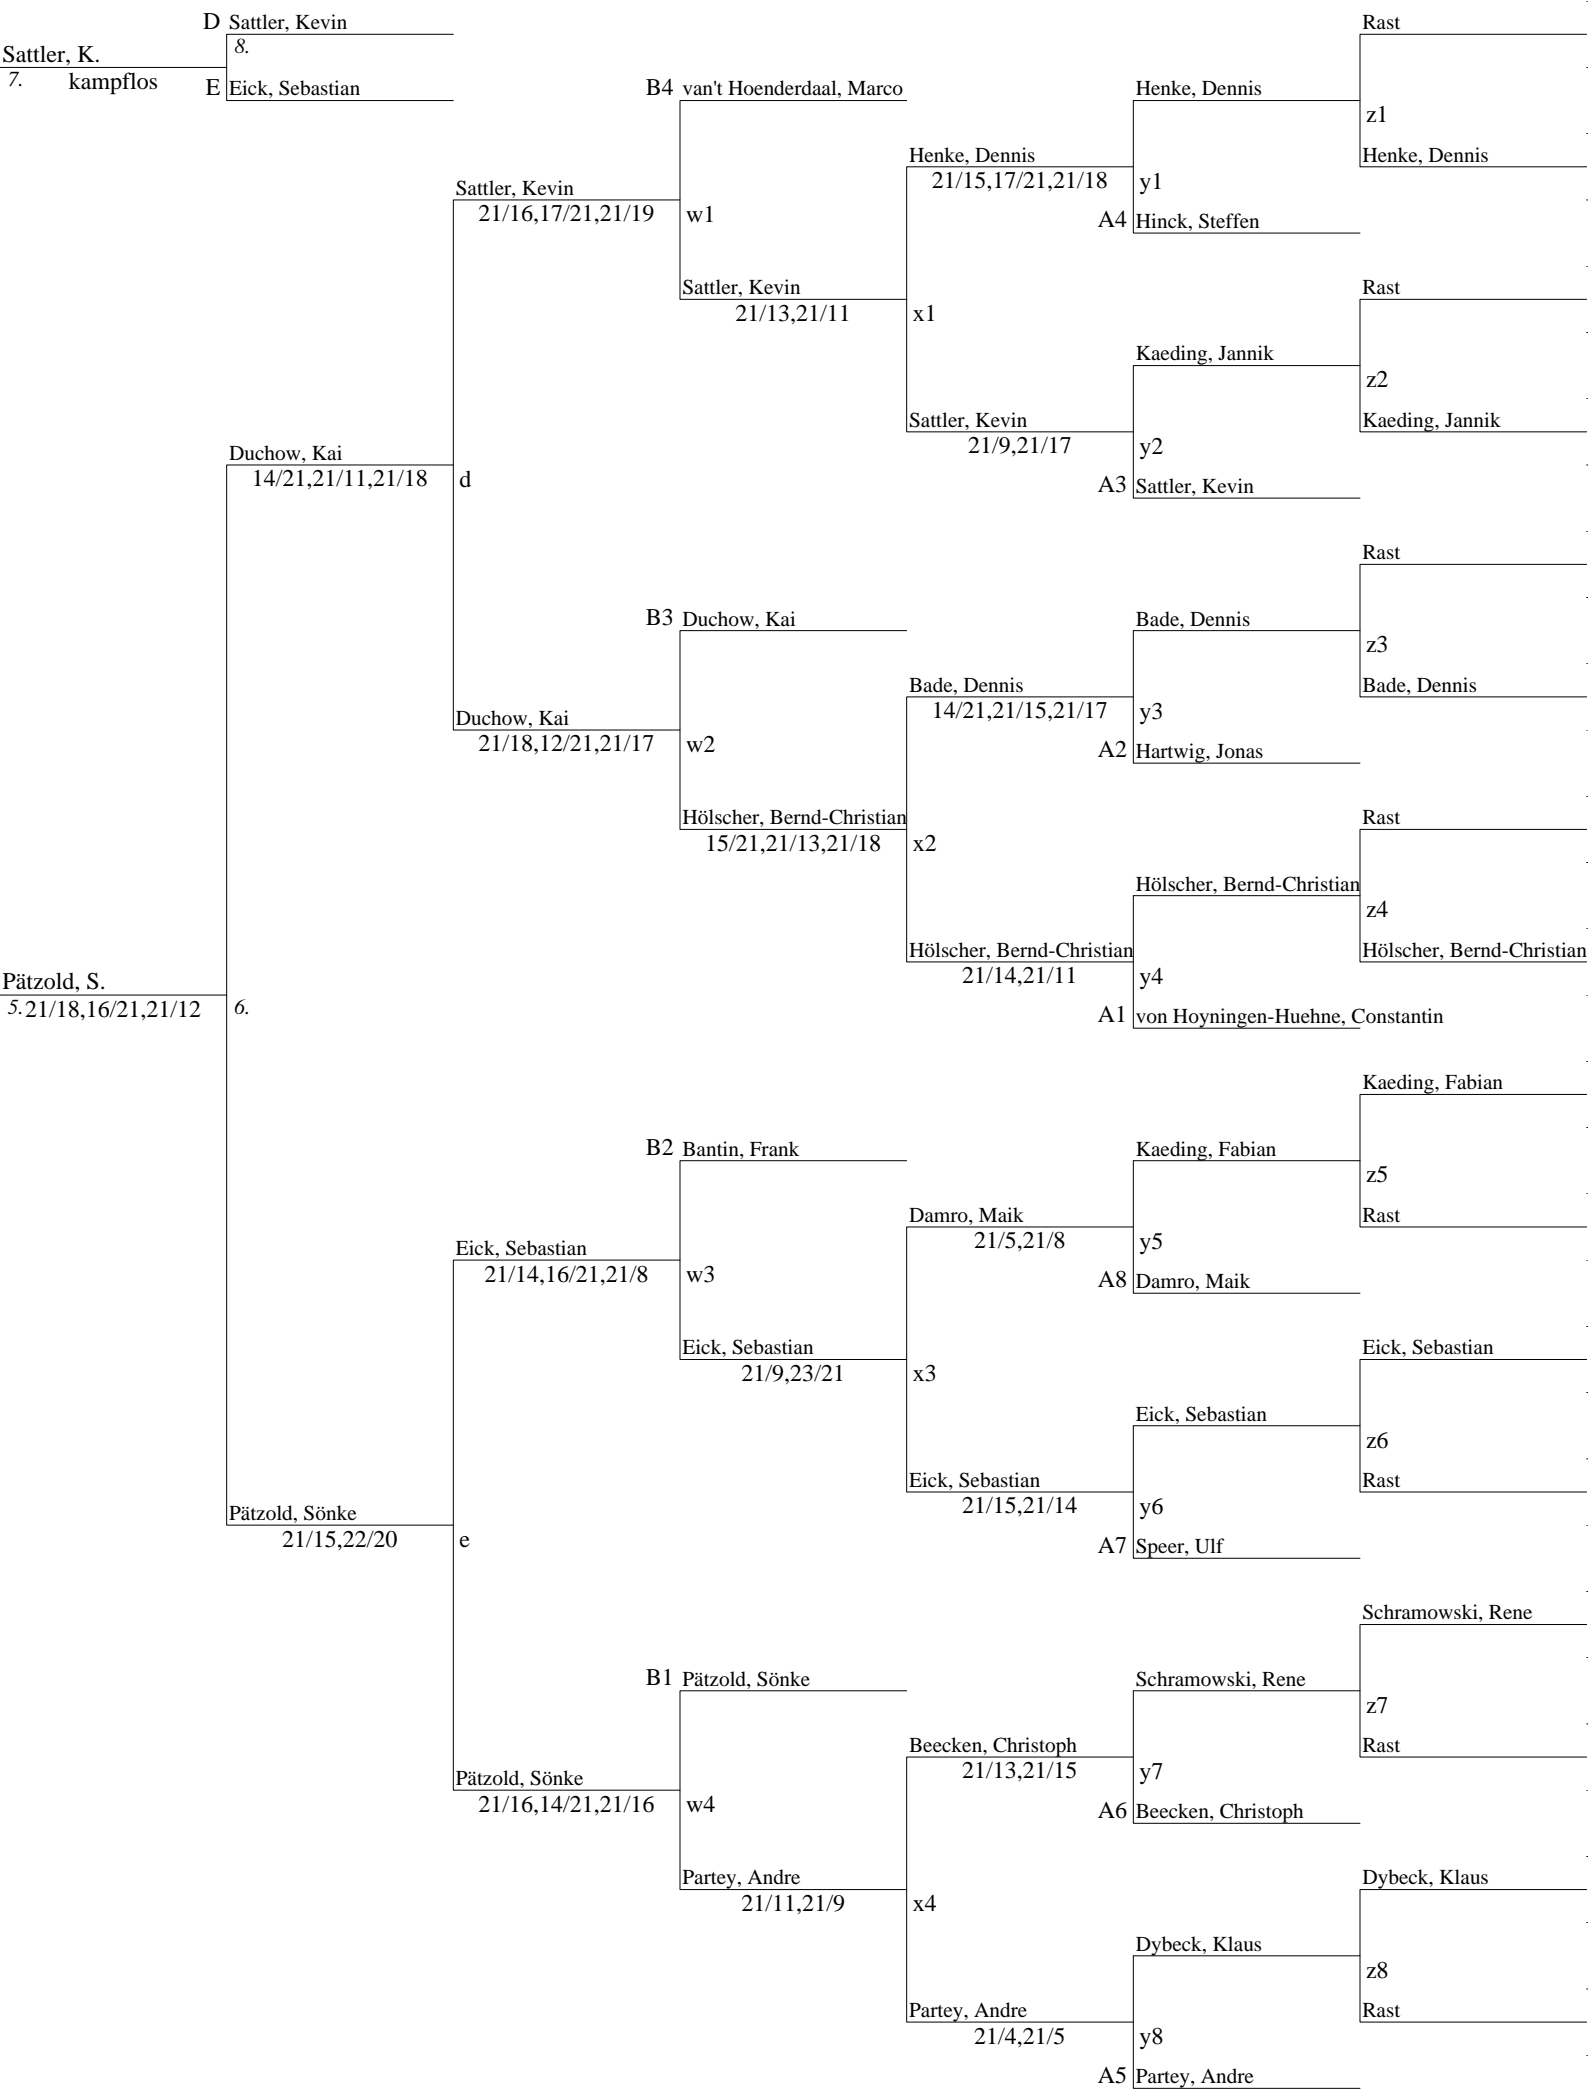 D Sattler, Kevin
8.
Sattler, K.
7. kampflos
E Eick, Sebastian
Duchow, Kai
14/21,21/11,21/18
Pätzold, S.
5. 21/18,16/21,21/12
6.
Pätzold, Sönke
21/15,22/20
Sattler, Kevin
21/16,17/21,21/19
d
Duchow, Kai
21/18,12/21,21/17
Eick, Sebastian
21/14,16/21,21/8
e
Pätzold, Sönke
21/16,14/21,21/16
B4 van't Hoenderdaal, Marco
w1
Sattler, Kevin
21/13,21/11
B3 Duchow, Kai
w2
Hölscher, Bernd-Christian
15/21,21/13,21/18
B2 Bantin, Frank
w3
Eick, Sebastian
21/9,23/21
B1 Pätzold, Sönke
w4
Partey, Andre
21/11,21/9
Henke, Dennis
21/15,17/21,21/18
x1
Sattler, Kevin
21/9,21/17
Bade, Dennis
14/21,21/15,21/17
x2
Hölscher, Bernd-Christian
21/14,21/11
Damro, Maik
21/5,21/8
x3
Eick, Sebastian
21/15,21/14
Beecken, Christoph
21/13,21/15
x4
Partey, Andre
21/4,21/5
Henke, Dennis
y1
A4 Hinck, Steffen
Kaeding, Jannik
y2
A3 Sattler, Kevin
Bade, Dennis
y3
A2 Hartwig, Jonas
Hölscher, Bernd-Christian
y4
A1 von Hoyningen-Huehne, Constantin
Kaeding, Fabian
y5
A8 Damro, Maik
Eick, Sebastian
y6
A7 Speer, Ulf
Schramowski, Rene
y7
A6 Beecken, Christoph
Dybeck, Klaus
y8
A5 Partey, Andre
Rast
z1
Henke, Dennis
Rast
z2
Kaeding, Jannik
Rast
z3
Bade, Dennis
Rast
z4
Hölscher, Bernd-Christian
Kaeding, Fabian
z5
Rast
Eick, Sebastian
z6
Rast
Schramowski, Rene
z7
Rast
Dybeck, Klaus
z8
Rast